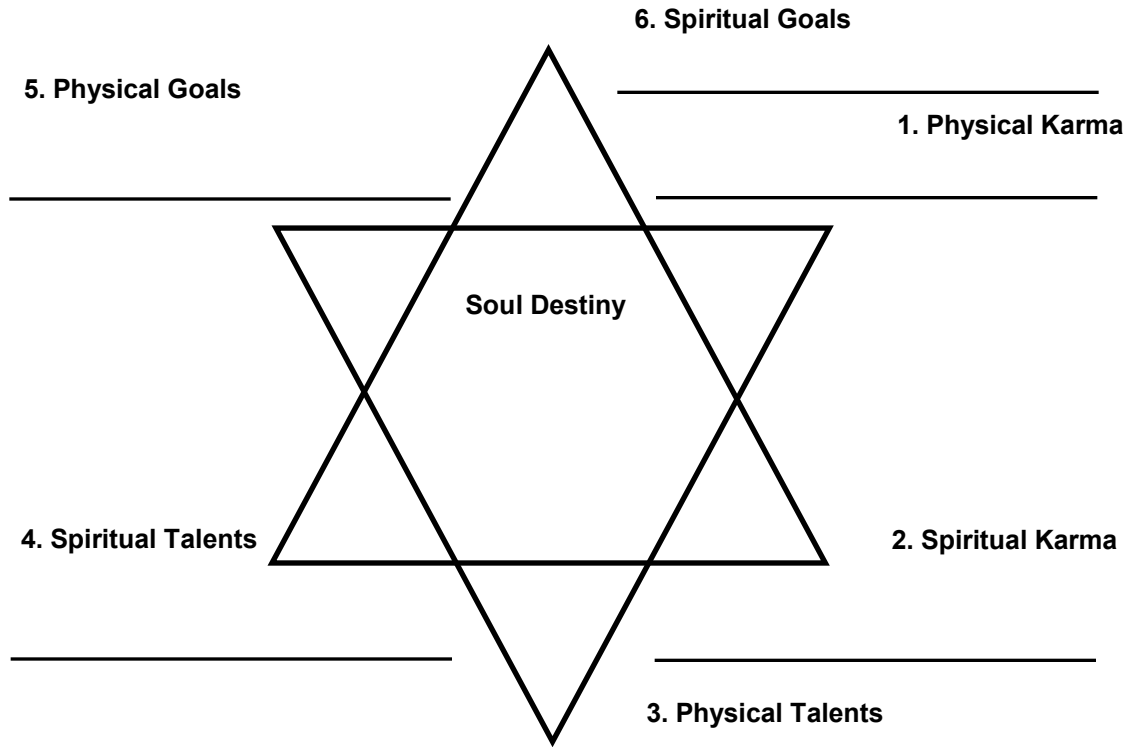 6. Spiritual Goals
5. Physical Goals
1. Physical Karma
Soul Destiny
4. Spiritual Talents
2. Spiritual Karma
3. Physical Talents